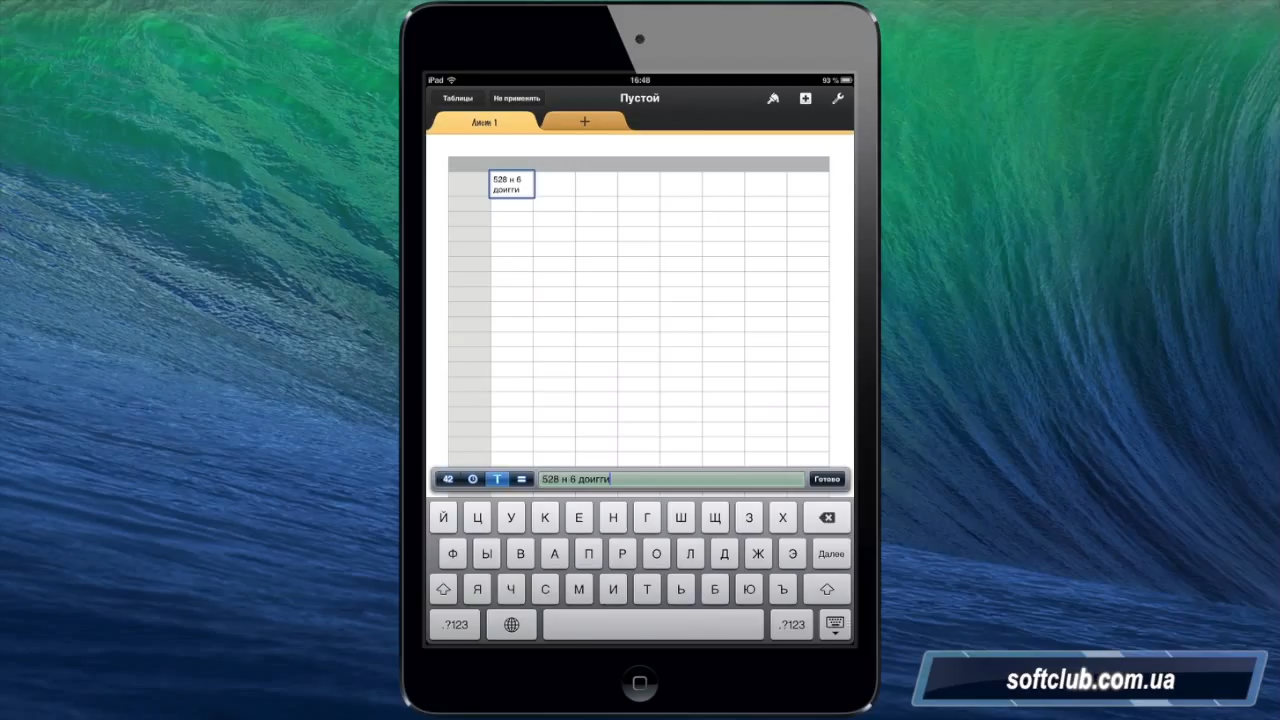 iPad 16:48 93 %
Таблицы Не применять Пустой
Лист 1 +
528 н 6
доигги
42 T = 528 н 6 доигги Готово
Й Ц У К Е Н Г Ш Щ З Х
Ф Ы В А П Р О Л Д Ж Э Далее
Я Ч С М И Т Ь Б Ю Ъ
.?123 .?123
softclub.com.ua